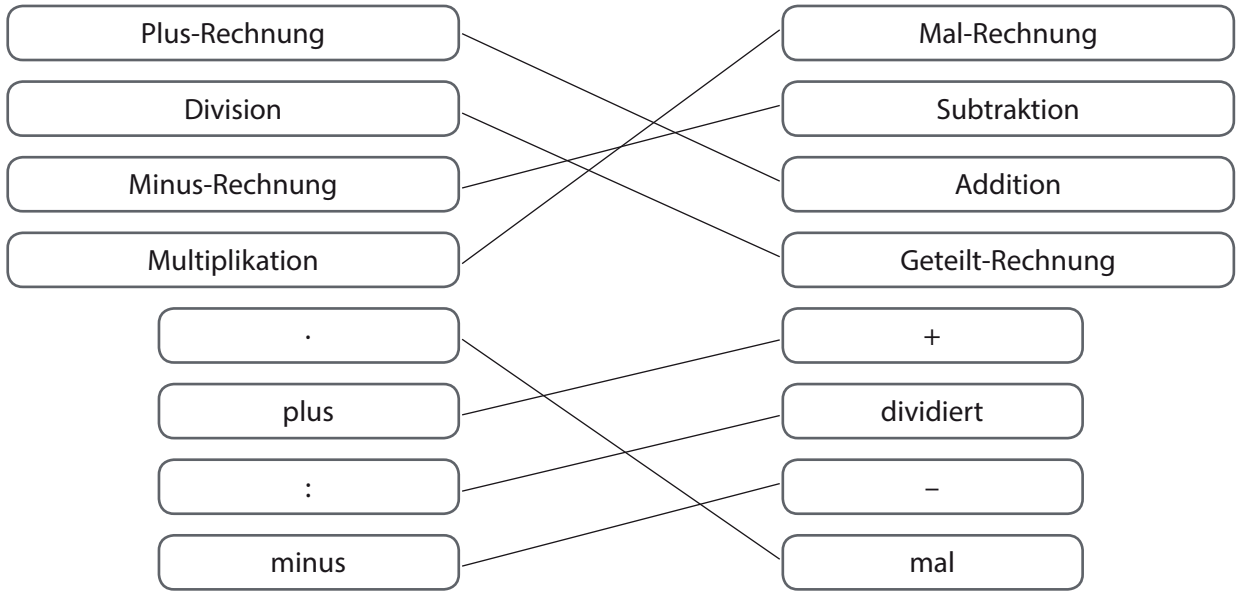 Plus-Rechnung Mal-Rechnung
Division Subtraktion
Minus-Rechnung Addition
Multiplikation Geteilt-Rechnung
· +
plus dividiert
: –
minus mal